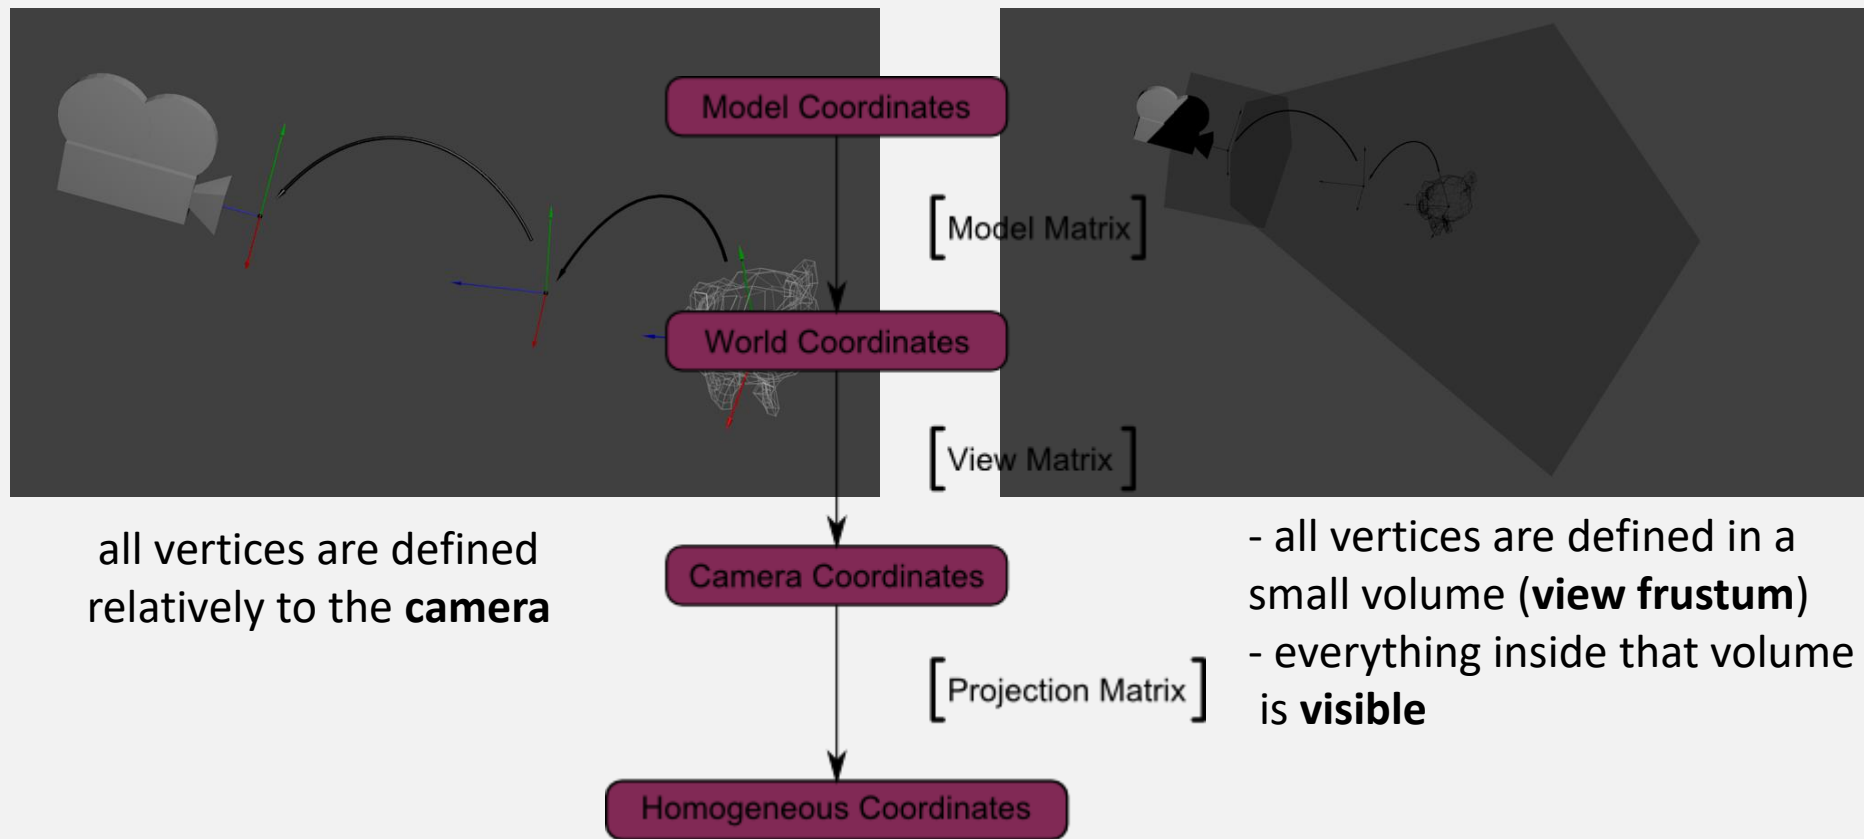 Model Coordinates
[Model Matrix]
World Coordinates
[View Matrix]
Camera Coordinates
[Projection Matrix]
Homogeneous Coordinates
all vertices are defined
relatively to the camera
- all vertices are defined in a
small volume (view frustum)
- everything inside that volume
is visible